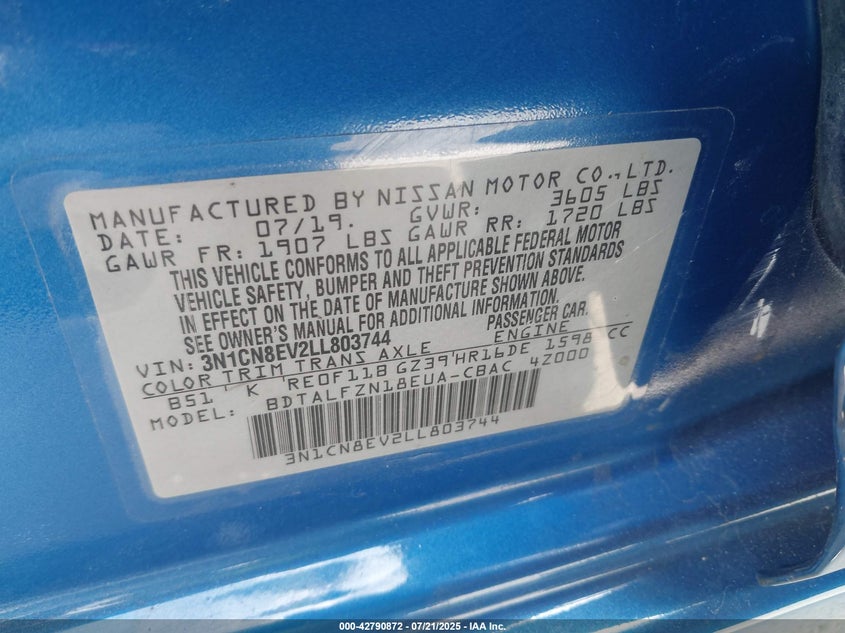 MANUFACTURED BY NISSAN MOTOR CO., LTD.
DATE: 07/19. GVWR: 3605 LBS
GAWR FR: 1907 LBS GAWR RR: 1720 LBS
THIS VEHICLE CONFORMS TO ALL APPLICABLE FEDERAL MOTOR
VEHICLE SAFETY, BUMPER AND THEFT PREVENTION STANDARDS
IN EFFECT ON THE DATE OF MANUFACTURE SHOWN ABOVE.
SEE OWNER'S MANUAL FOR ADDITIONAL INFORMATION.
VIN: 3N1CN8EV2LL803744 PASSENGER CAR.
COLOR TRIM TRANS AXLE ENGINE
B51 K RE0F11B GZ39 HR16DE 1598 CC
MODEL: BDTALFZN18EUA-CBAC 4Z000
3N1CN8EV2LL803744
000-42790872 - 07/21/2025 - IAA Inc.